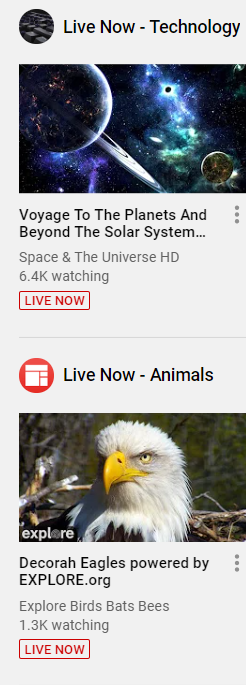 Live Now - Technology
Voyage To The Planets And
Beyond The Solar System...
Space & The Universe HD
6.4K watching
LIVE NOW
Live Now - Animals
explore
Decorah Eagles powered by
EXPLORE.org
Explore Birds Bats Bees
1.3K watching
LIVE NOW